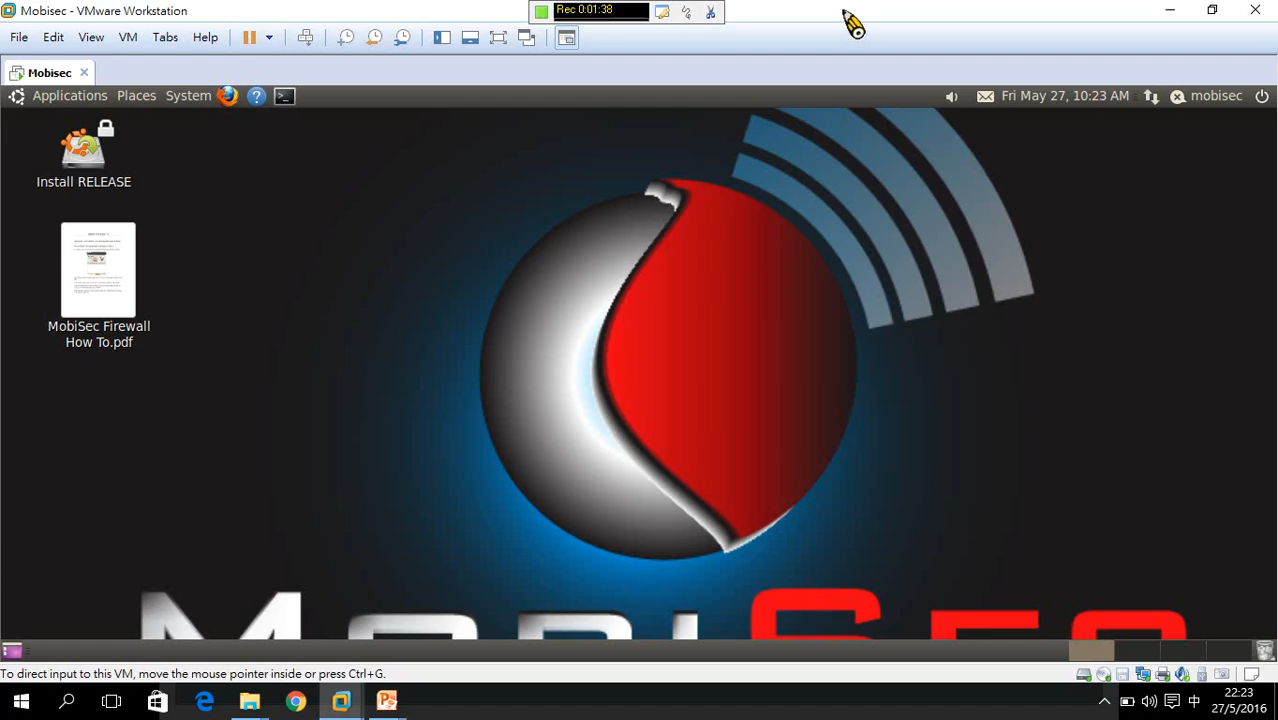 Mobisec - VMware Workstation
Rec 0:01:38
File Edit View VM Tabs Help
Mobisec
Applications Places System
Fri May 27, 10:23 AM
mobisec
Install RELEASE
MobiSec Firewall
How To.pdf
MOBISEC
To direct input to this VM, move the mouse pointer inside or press Ctrl+G.
中
22:23
27/5/2016